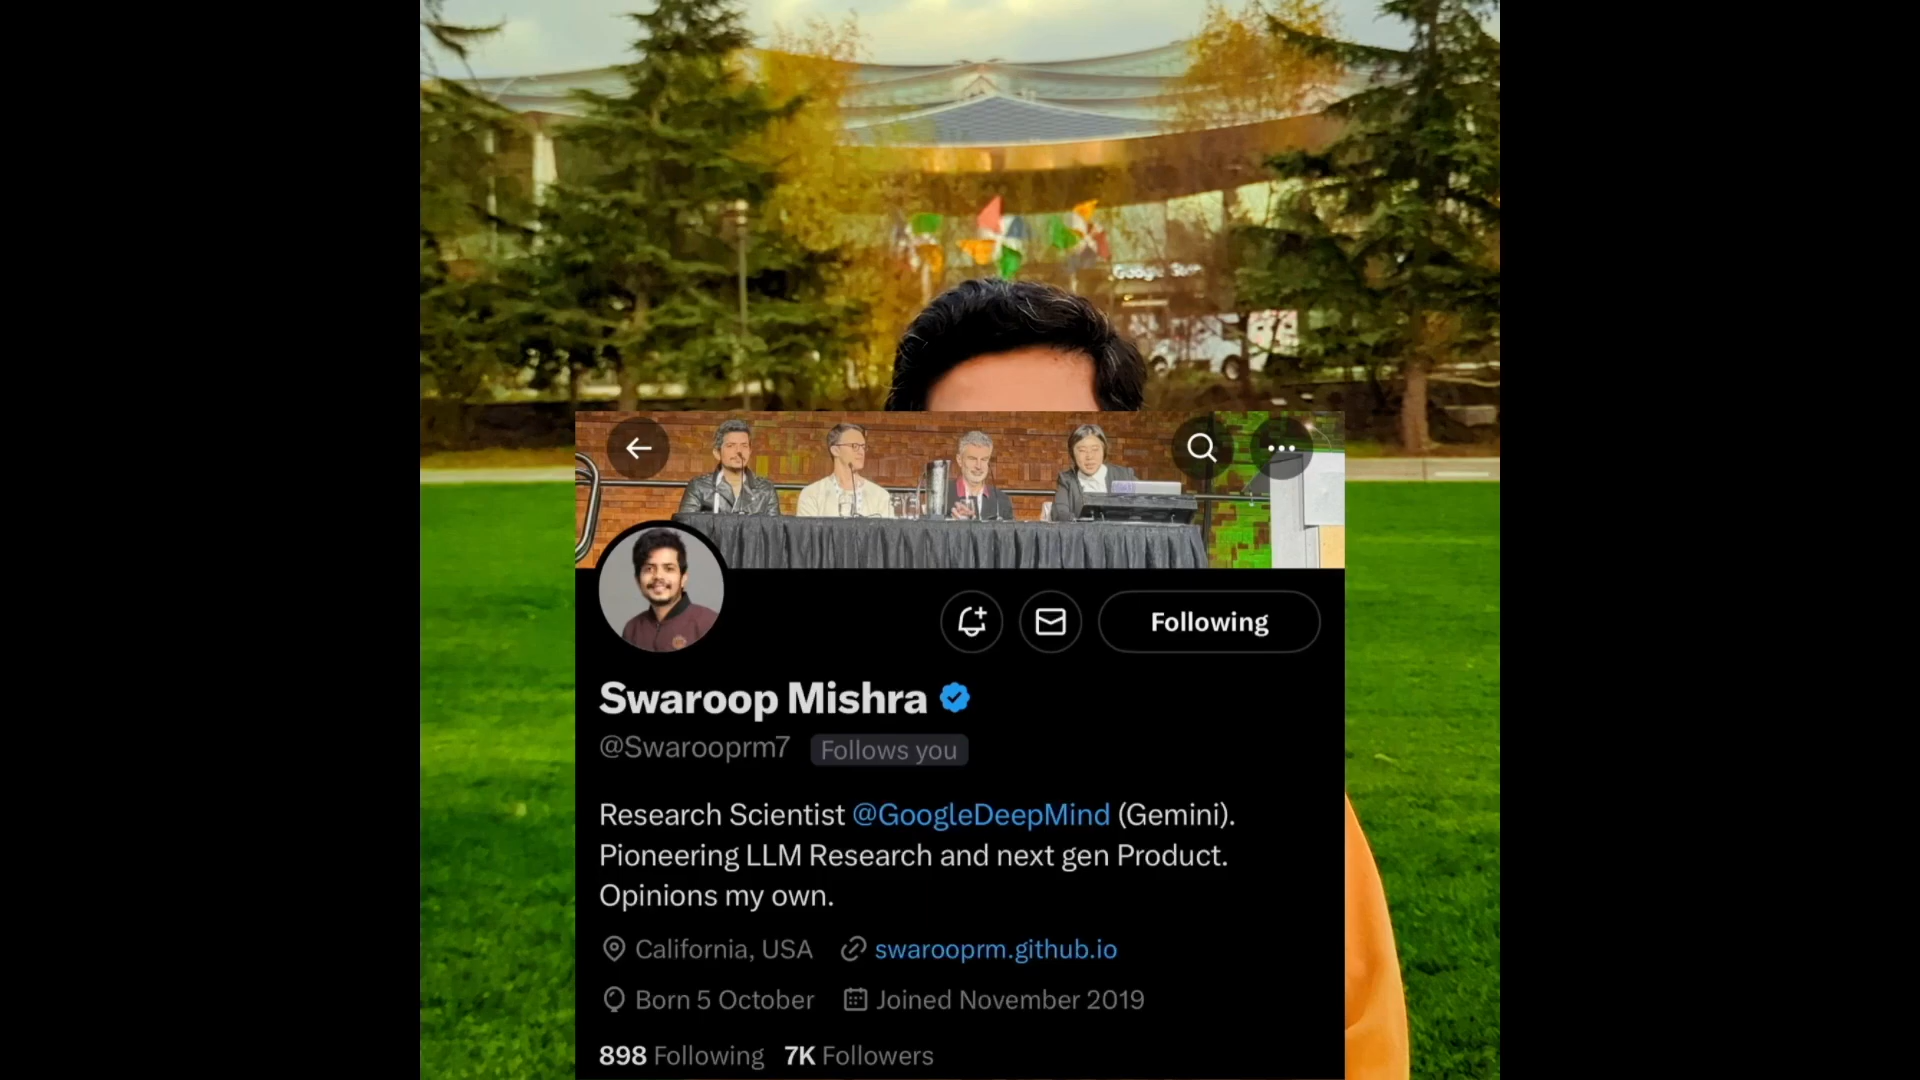 Following
Swaroop Mishra
@Swarooprm7 Follows you
Research Scientist @GoogleDeepMind (Gemini).
Pioneering LLM Research and next gen Product.
Opinions my own.
California, USA swarooprm.github.io
Born 5 October Joined November 2019
898 Following 7K Followers